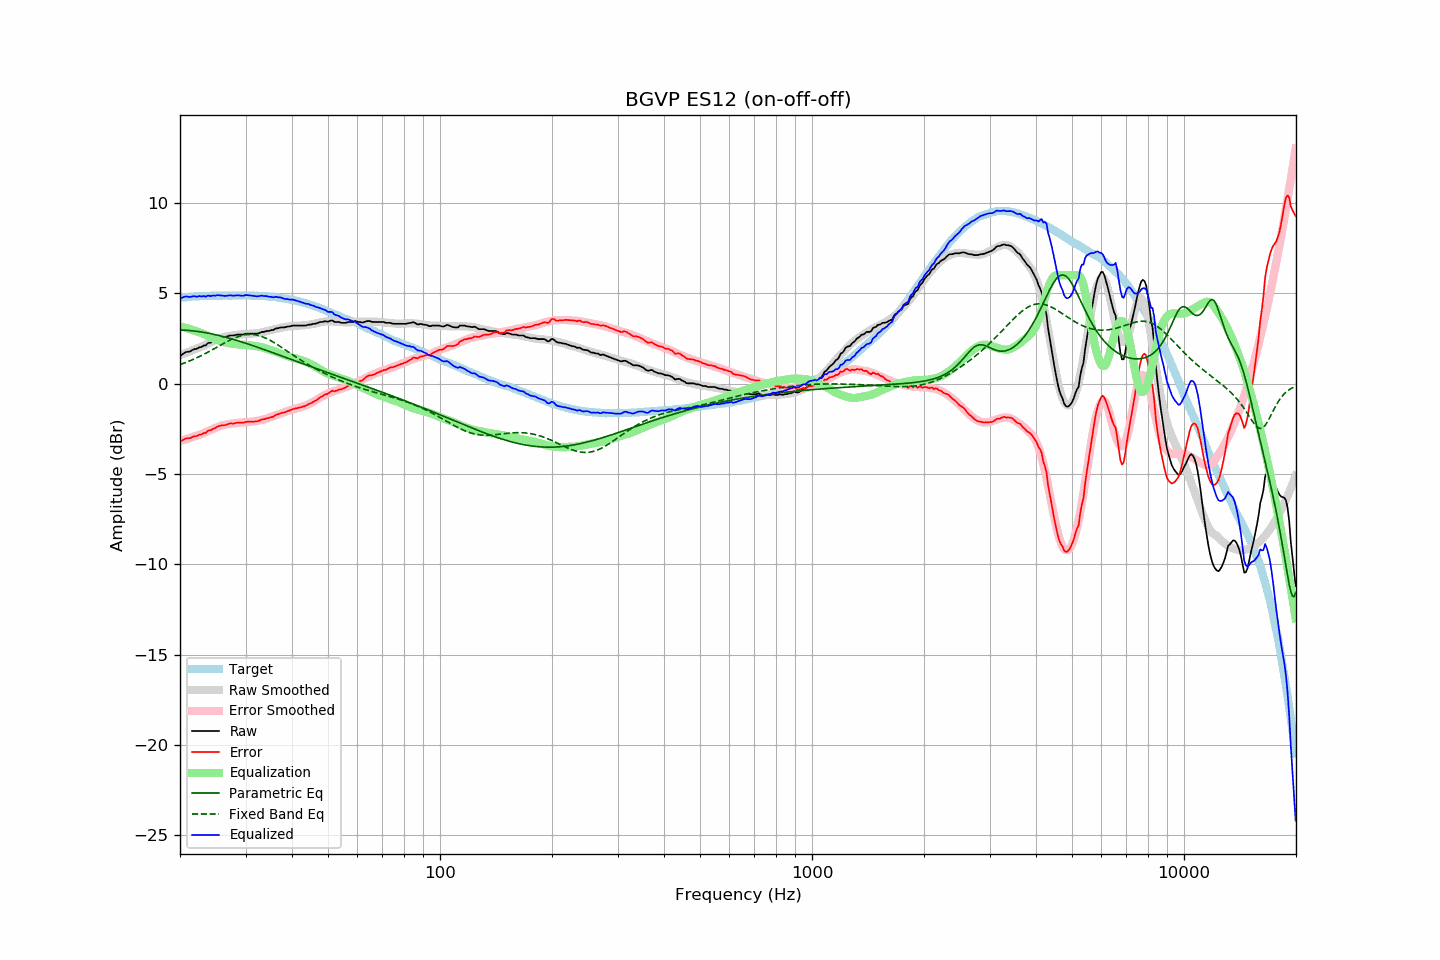 BGVP ES12 (on-off-off)
Amplitude (dBr)
10
5
0
−5
−10
−15
−20
−25
Target
Raw Smoothed
Error Smoothed
Raw
Error
Equalization
Parametric Eq
Fixed Band Eq
Equalized
100
1000
10000
Frequency (Hz)